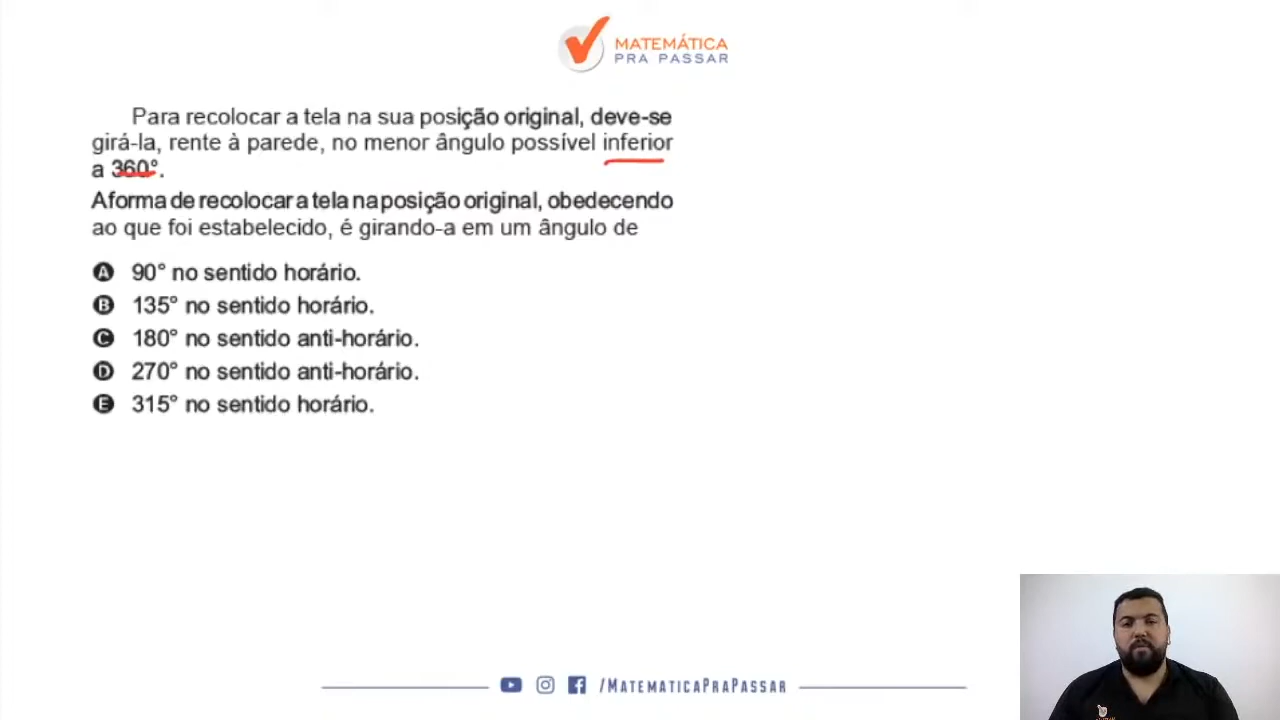 MATEMÁTICA
PRA PASSAR
Para recolocar a tela na sua posição original, deve-se
girá-la, rente à parede, no menor ângulo possível inferior
a 360°.
A forma de recolocar a tela na posição original, obedecendo
ao que foi estabelecido, é girando-a em um ângulo de
A 90° no sentido horário.
B 135° no sentido horário.
C 180° no sentido anti-horário.
D 270° no sentido anti-horário.
E 315° no sentido horário.
/MATEMATICAPRAPASSAR